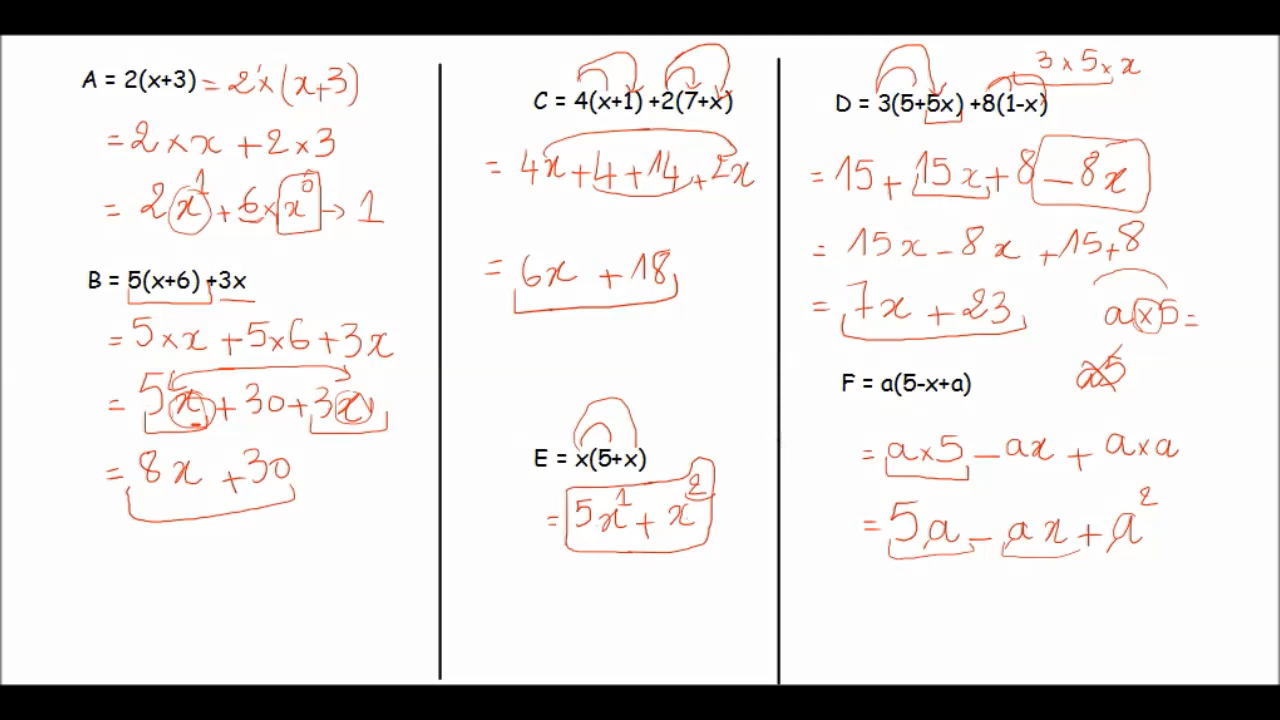 A = 2(x+3) = 2 × (x+3)
= 2 × x + 2 × 3
= 2x¹ + 6 × x⁰ → 1
B = 5(x+6) +3x
= 5 × x + 5 × 6 + 3x
= 5x + 30 + 3x
= 8x + 30
C = 4(x+1) +2(7+x)
= 4x + 4 + 14 + 2x
= 6x + 18
E = x(5+x)
= 5x¹ + x²
3 × 5 × x
D = 3(5+5x) +8(1-x)
= 15 + 15x + 8 - 8x
= 15x - 8x + 15 + 8
= 7x + 23
a × 5 =
a5
F = a(5-x+a)
= a × 5 - ax + a × a
= 5a - ax + a²